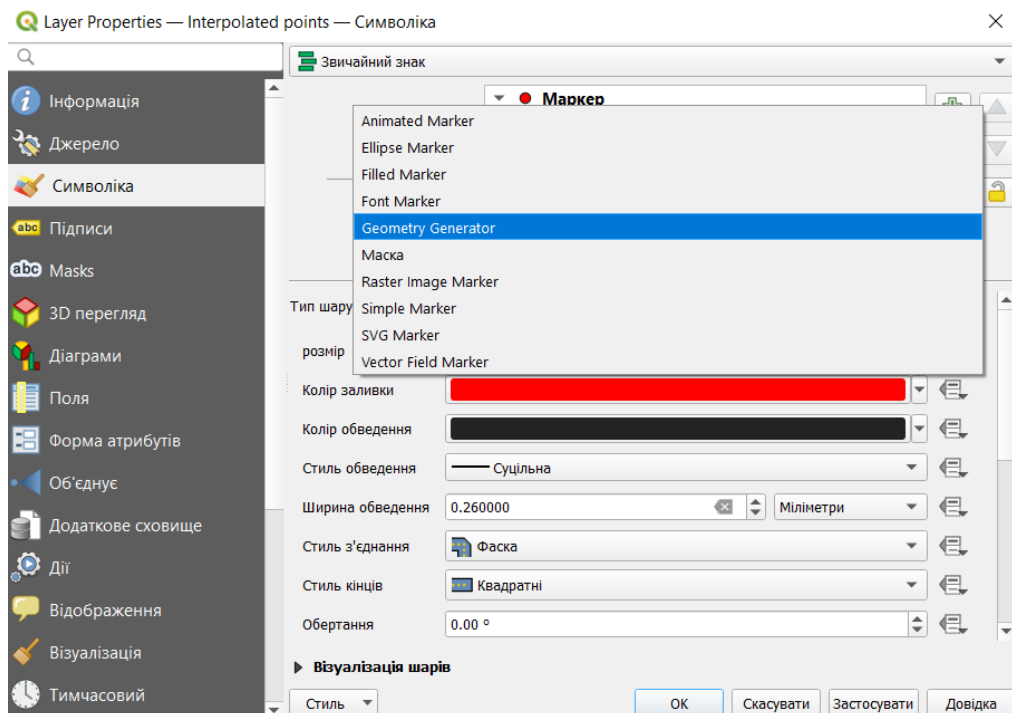 Layer Properties — Interpolated points — Символіка
Звичайний знак
Маркер
Інформація
Джерело
Символіка
abc Підписи
abc Masks
3D перегляд
Діаграми
Поля
Форма атрибутів
Об'єднує
Додаткове сховище
Дії
Відображення
Візуалізація
Тимчасовий
Animated Marker
Ellipse Marker
Filled Marker
Font Marker
Geometry Generator
Маска
Raster Image Marker
Simple Marker
SVG Marker
Vector Field Marker
Тип шару
розмір
Колір заливки
Колір обведення
Стиль обведення Суцільна
Ширина обведення 0.260000 Міліметри
Стиль з'єднання Фаска
Стиль кінців Квадратні
Обертання 0.00 °
Візуалізація шарів
Стиль OK Скасувати Застосувати Довідка